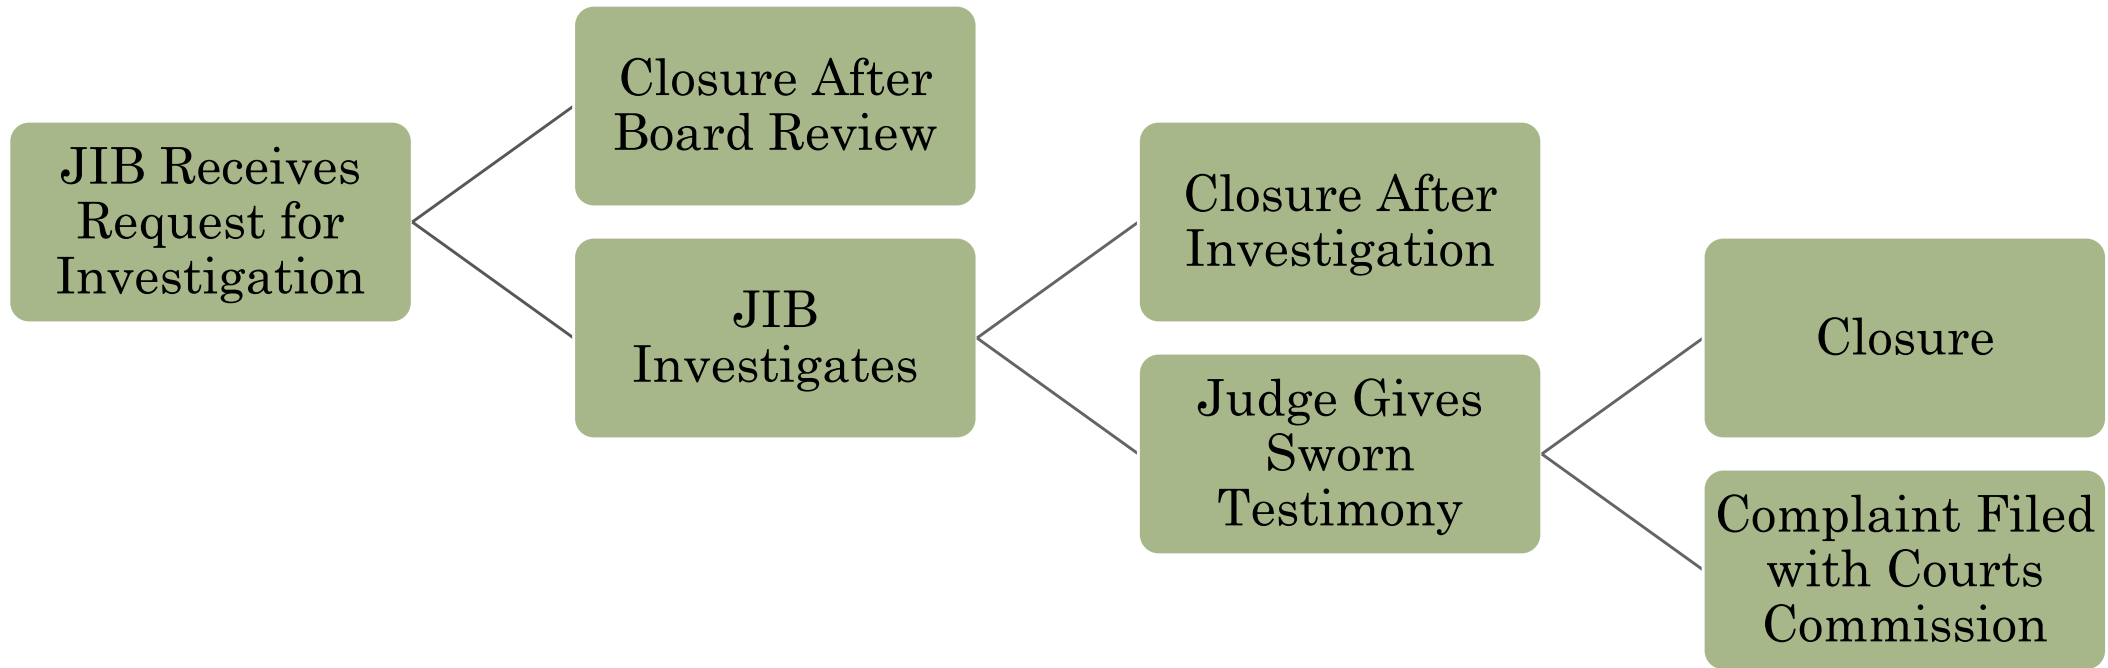 JIB Receives
Request for
Investigation
Closure After
Board Review
JIB
Investigates
Closure After
Investigation
Judge Gives
Sworn
Testimony
Closure
Complaint Filed
with Courts
Commission